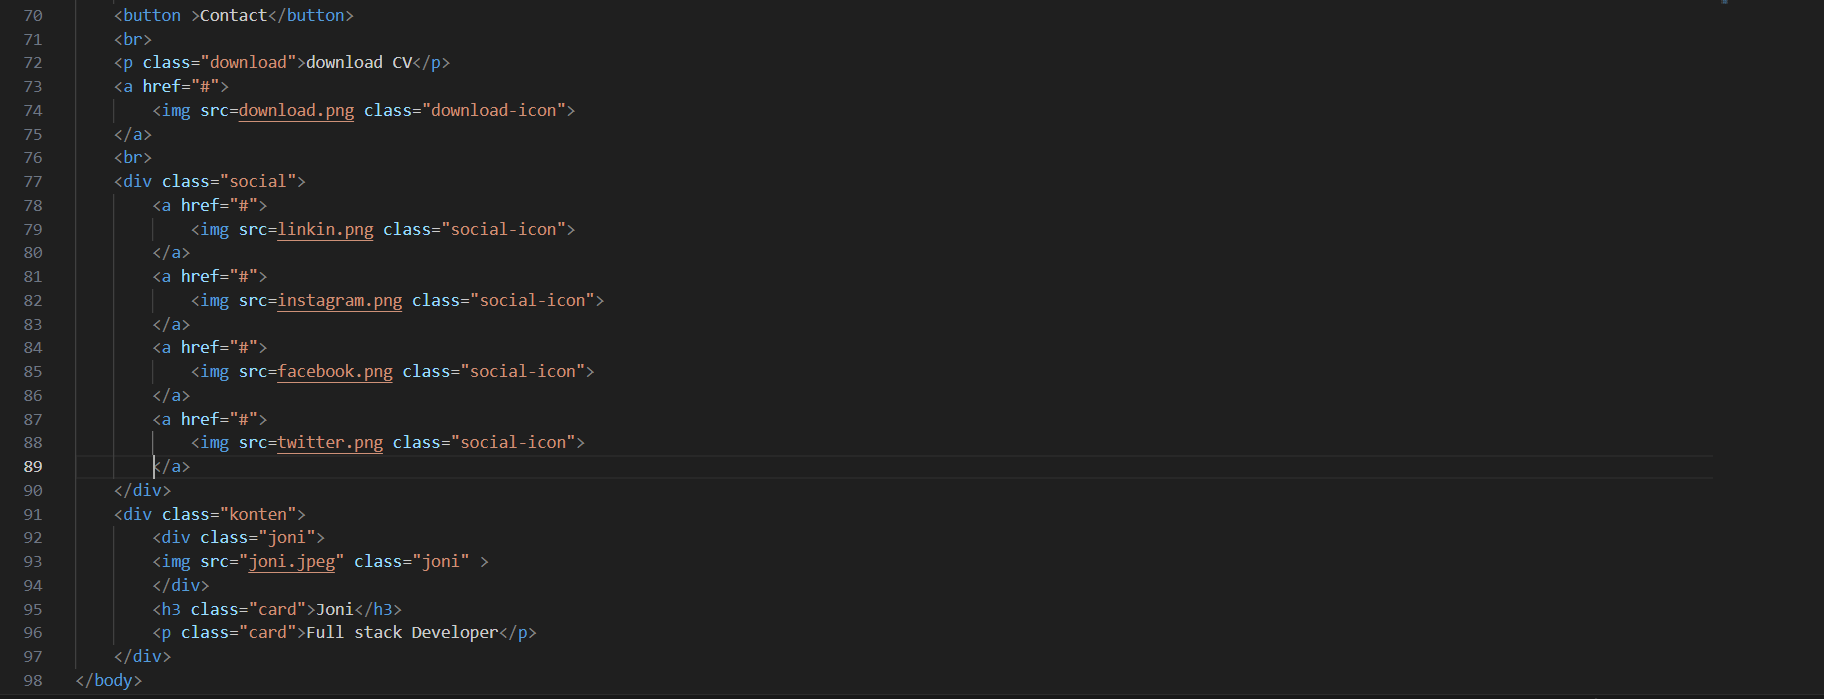 70 <button >Contact</button>
71 <br>
72 <p class="download">download CV</p>
73 <a href="#">
74 <img src=download.png class="download-icon">
75 </a>
76 <br>
77 <div class="social">
78 <a href="#">
79 <img src=linkin.png class="social-icon">
80 </a>
81 <a href="#">
82 <img src=instagram.png class="social-icon">
83 </a>
84 <a href="#">
85 <img src=facebook.png class="social-icon">
86 </a>
87 <a href="#">
88 <img src=twitter.png class="social-icon">
89 </a>
90 </div>
91 <div class="konten">
92 <div class="joni">
93 <img src="joni.jpeg" class="joni" >
94 </div>
95 <h3 class="card">Joni</h3>
96 <p class="card">Full stack Developer</p>
97 </div>
98 </body>